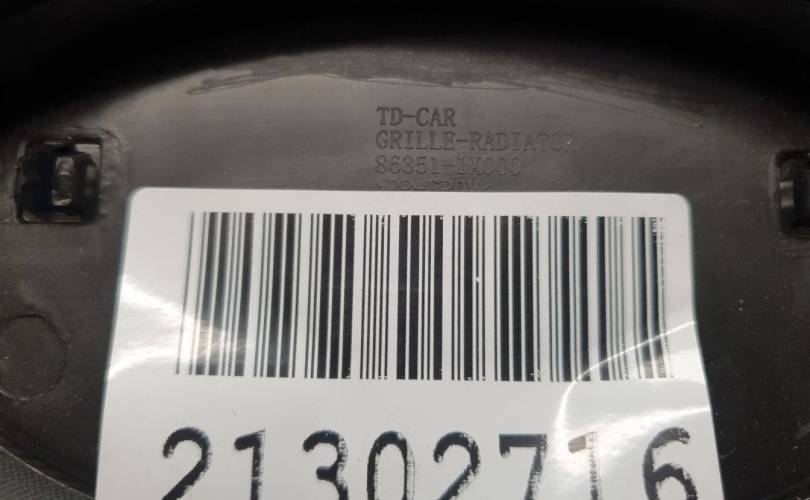 TD-CAR
GRILLE-RADIATOR
86351-1X000
21302716